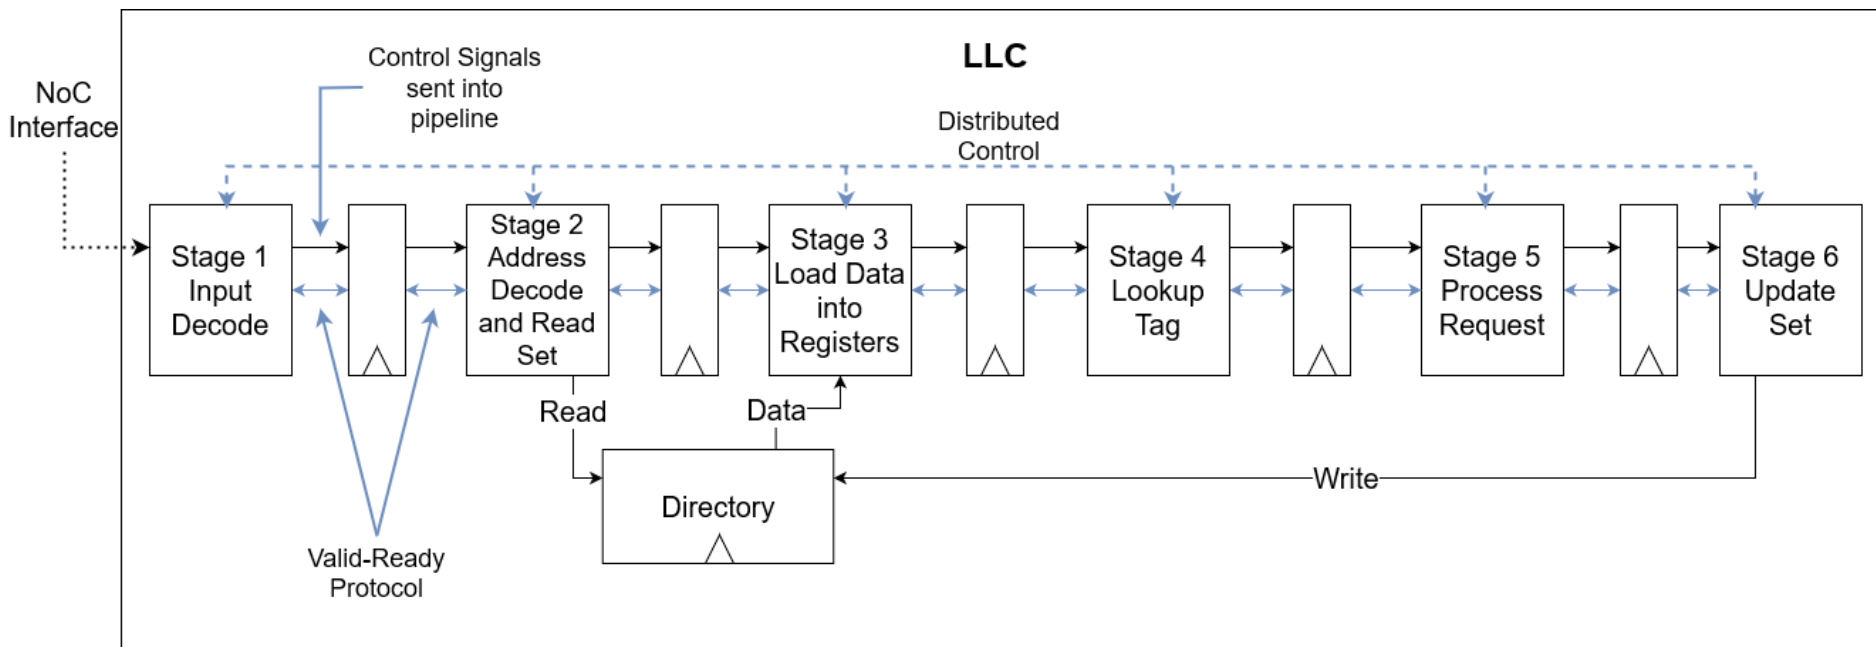 LLC
Control Signals
sent into
pipeline
NoC
Interface
Distributed
Control
Stage 1
Input
Decode
Stage 2
Address
Decode
and Read
Set
Stage 3
Load Data
into
Registers
Stage 4
Lookup
Tag
Stage 5
Process
Request
Stage 6
Update
Set
Read
Data
Write
Directory
Valid-Ready
Protocol